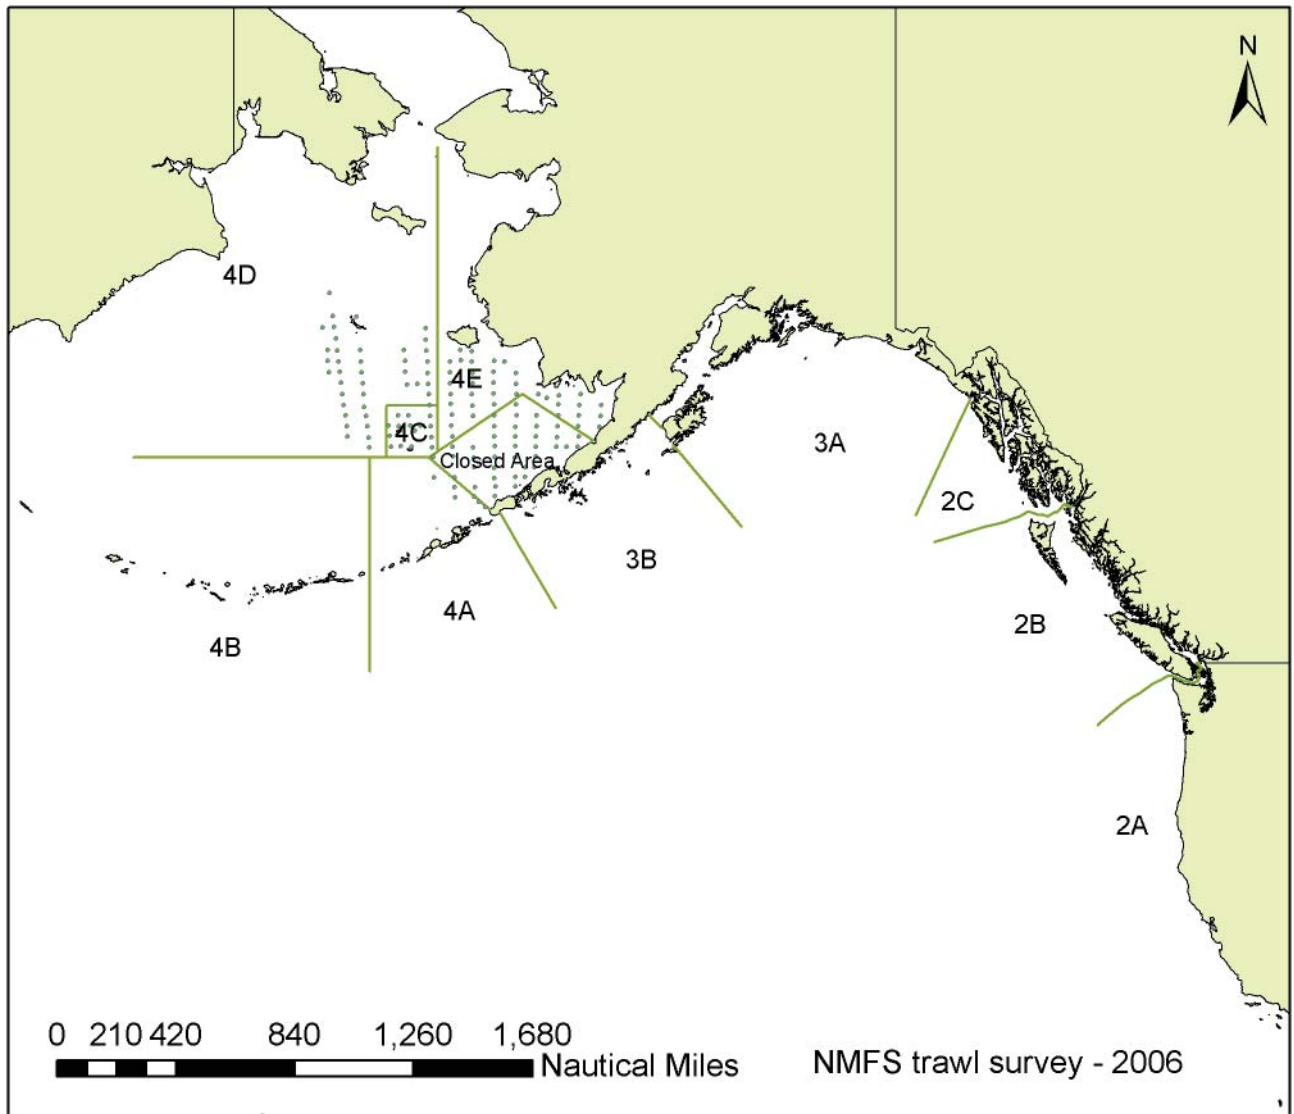 N
4D
4E
4C
Closed Area
3A
2C
3B
4A
2B
4B
2A
0 210 420 840 1,260 1,680
Nautical Miles
NMFS trawl survey - 2006